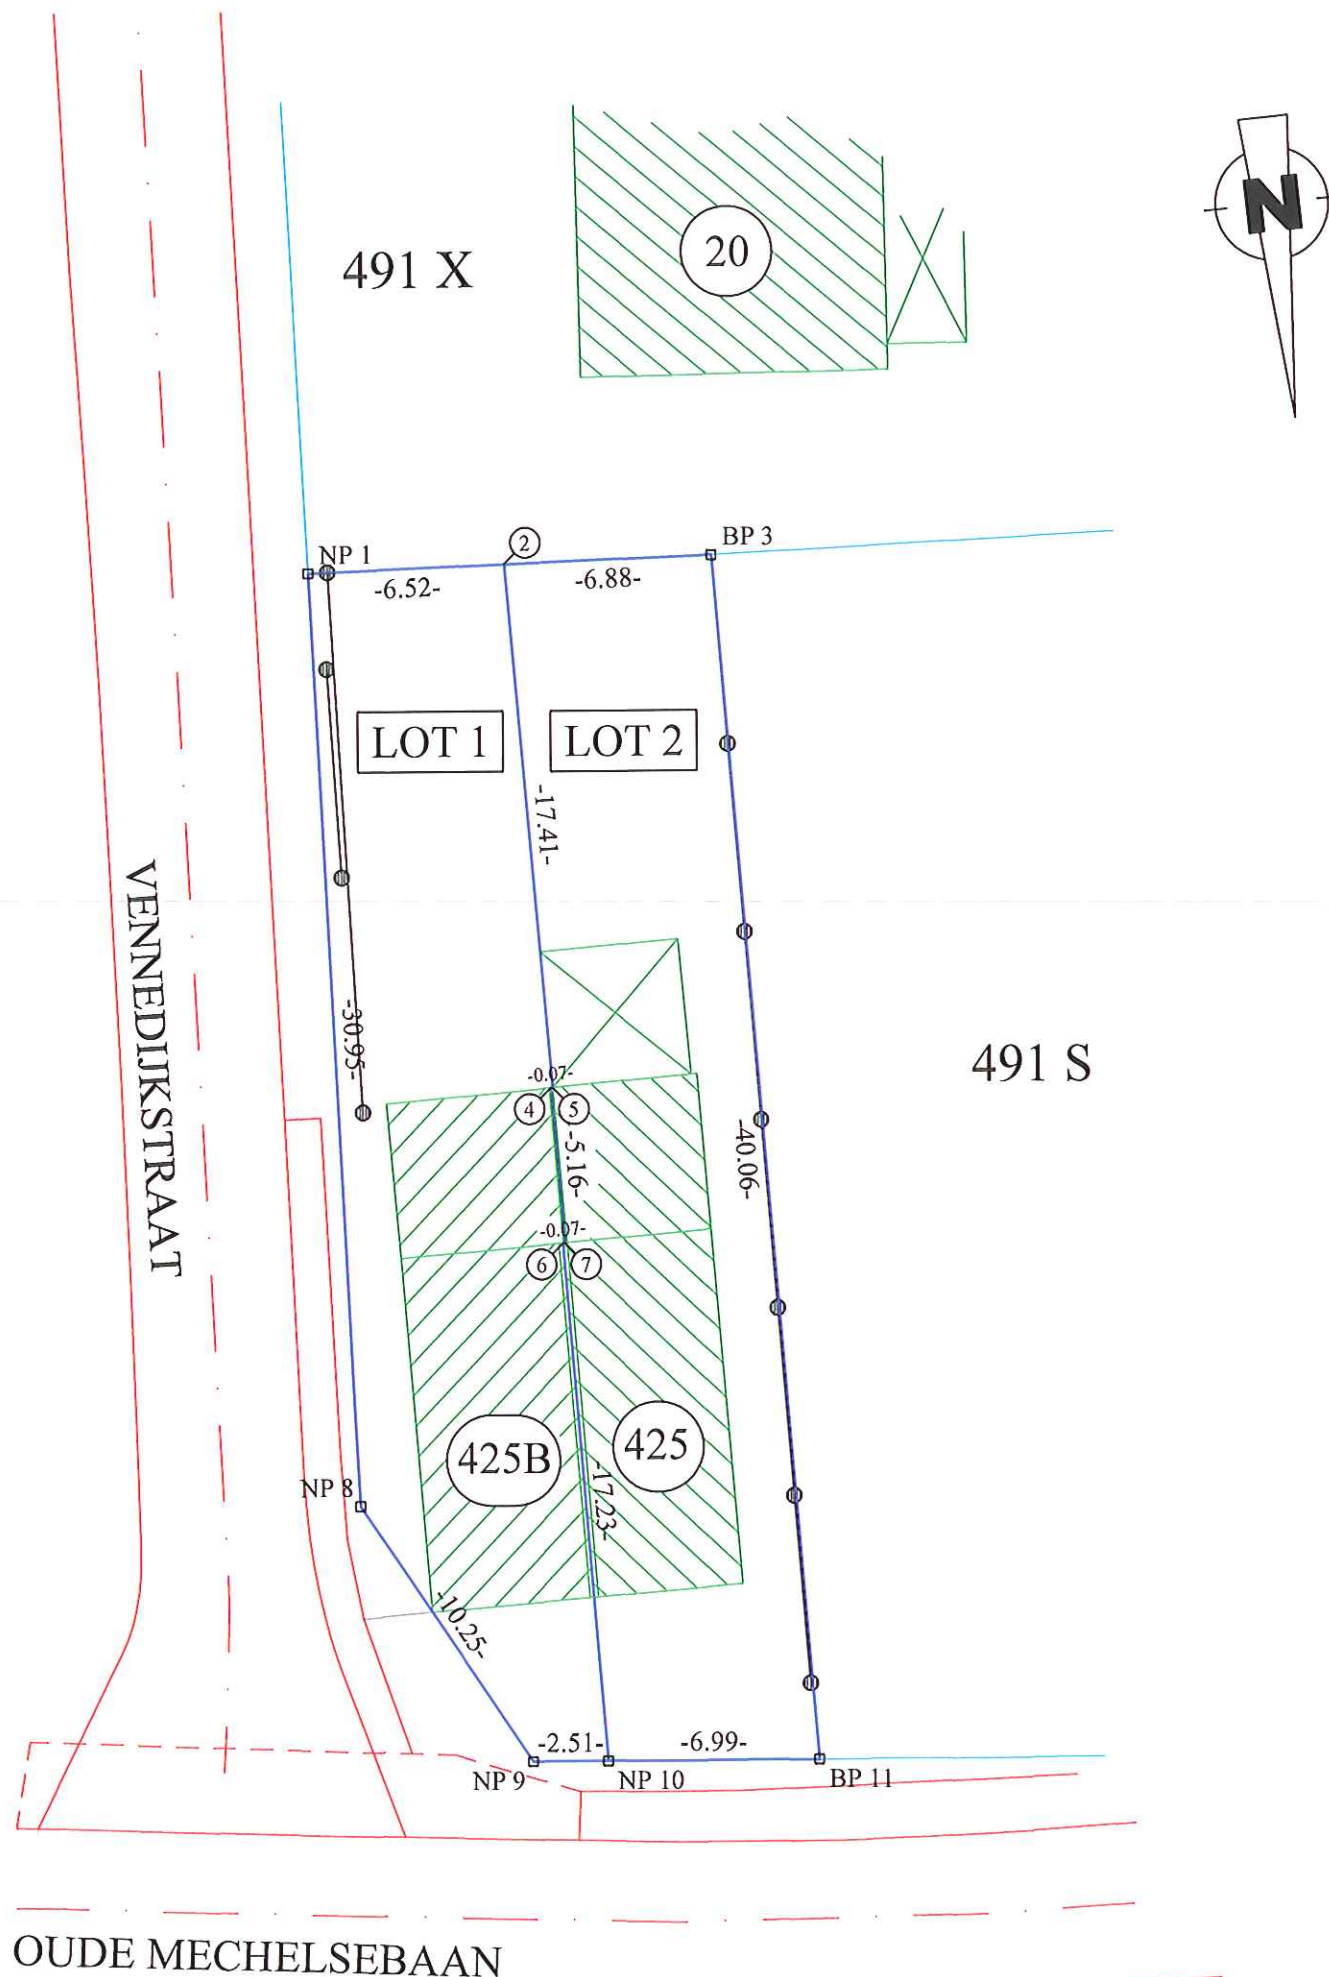 20
N
491 X
BP 3
2
NP 1
-6.52-
-6.88-
LOT 1
LOT 2
-17.41-
VENNEDIJKSTRAAT
-30.95-
491 S
-0.07-
4
5
-5.16-
-40.06-
-0.07-
6
7
425B
425
-17.23-
NP 8
-10.25-
-2.51-
-6.99-
NP 9
NP 10
BP 11
OUDE MECHELSEBAAN